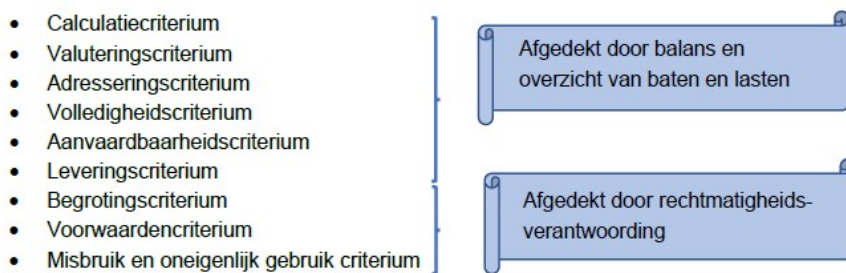 • Calculatiecriterium
• Valuteringscriterium
• Adresseringscriterium
• Volledigheidscriterium
• Aanvaardbaarheidscriterium
• Leveringscriterium
• Begrotingscriterium
• Voorwaardencriterium
• Misbruik en oneigenlijk gebruik criterium
Afgedekt door balans en
overzicht van baten en lasten
Afgedekt door rechtmatigheids-
verantwoording